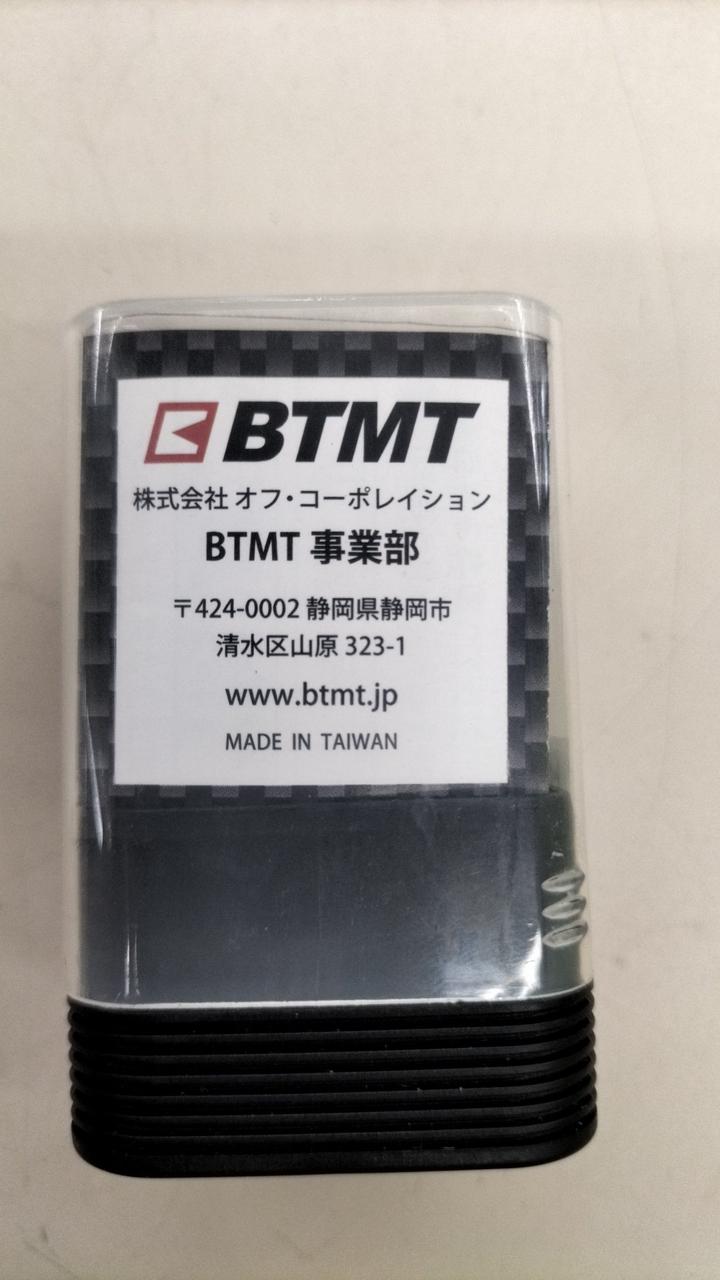 BTMT
株式会社 オフ・コーポレイション
BTMT 事業部
〒424-0002 静岡県静岡市
清水区山原 323-1
www.btmt.jp
MADE IN TAIWAN